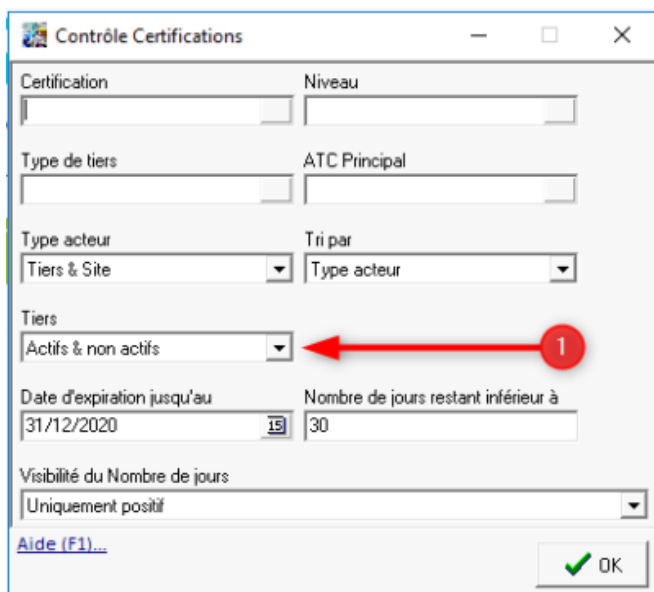 Contrôle Certifications
Certification Niveau
Type de tiers ATC Principal
Type acteur Tri par
Tiers & Site Type acteur
Tiers
Actifs & non actifs 1
Date d'expiration jusqu'au Nombre de jours restant inférieur à
31/12/2020 15 30
Visibilité du Nombre de jours
Uniquement positif
Aide (F1)...
OK